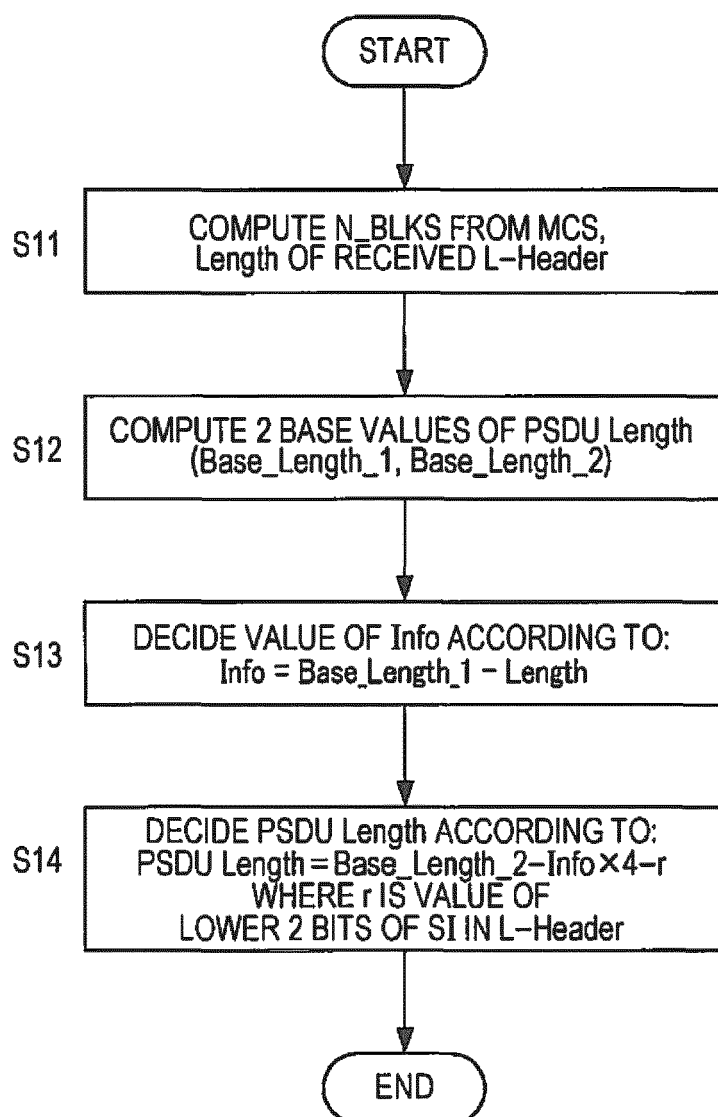 START
S11
COMPUTE N_BLKS FROM MCS,
Length OF RECEIVED L-Header
S12
COMPUTE 2 BASE VALUES OF PSDU Length
(Base_Length_1, Base_Length_2)
S13
DECIDE VALUE OF Info ACCORDING TO:
Info = Base_Length_1 - Length
S14
DECIDE PSDU Length ACCORDING TO:
PSDU Length=Base_Length_2-Info×4-r
WHERE r IS VALUE OF
LOWER 2 BITS OF SI IN L-Header
END